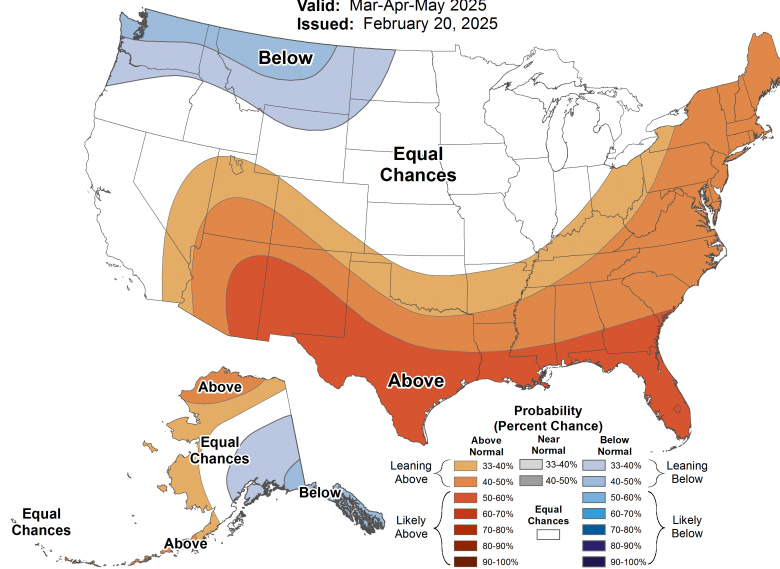 Valid: Mar-Apr-May 2025
Issued: February 20, 2025
Below
Equal
Chances
Above
Above
Equal
Chances
Below
Equal
Chances
Above
Probability
(Percent Chance)
Above
Normal
Near
Normal
Below
Normal
Leaning
Above
33-40%
33-40%
33-40%
Leaning
Below
40-50%
40-50%
40-50%
50-60%
50-60%
Likely
Above
60-70%
Equal
Chances
60-70%
Likely
Below
70-80%
70-80%
80-90%
80-90%
90-100%
90-100%